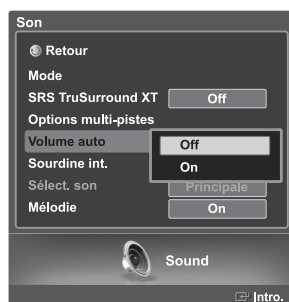 Son
Retour
Mode
SRS TruSurround XT Off
Options multi-pistes
Volume auto Off
On
Sourdine int.
Sélect. son Principale
Mélodie On
Sound
Intro.